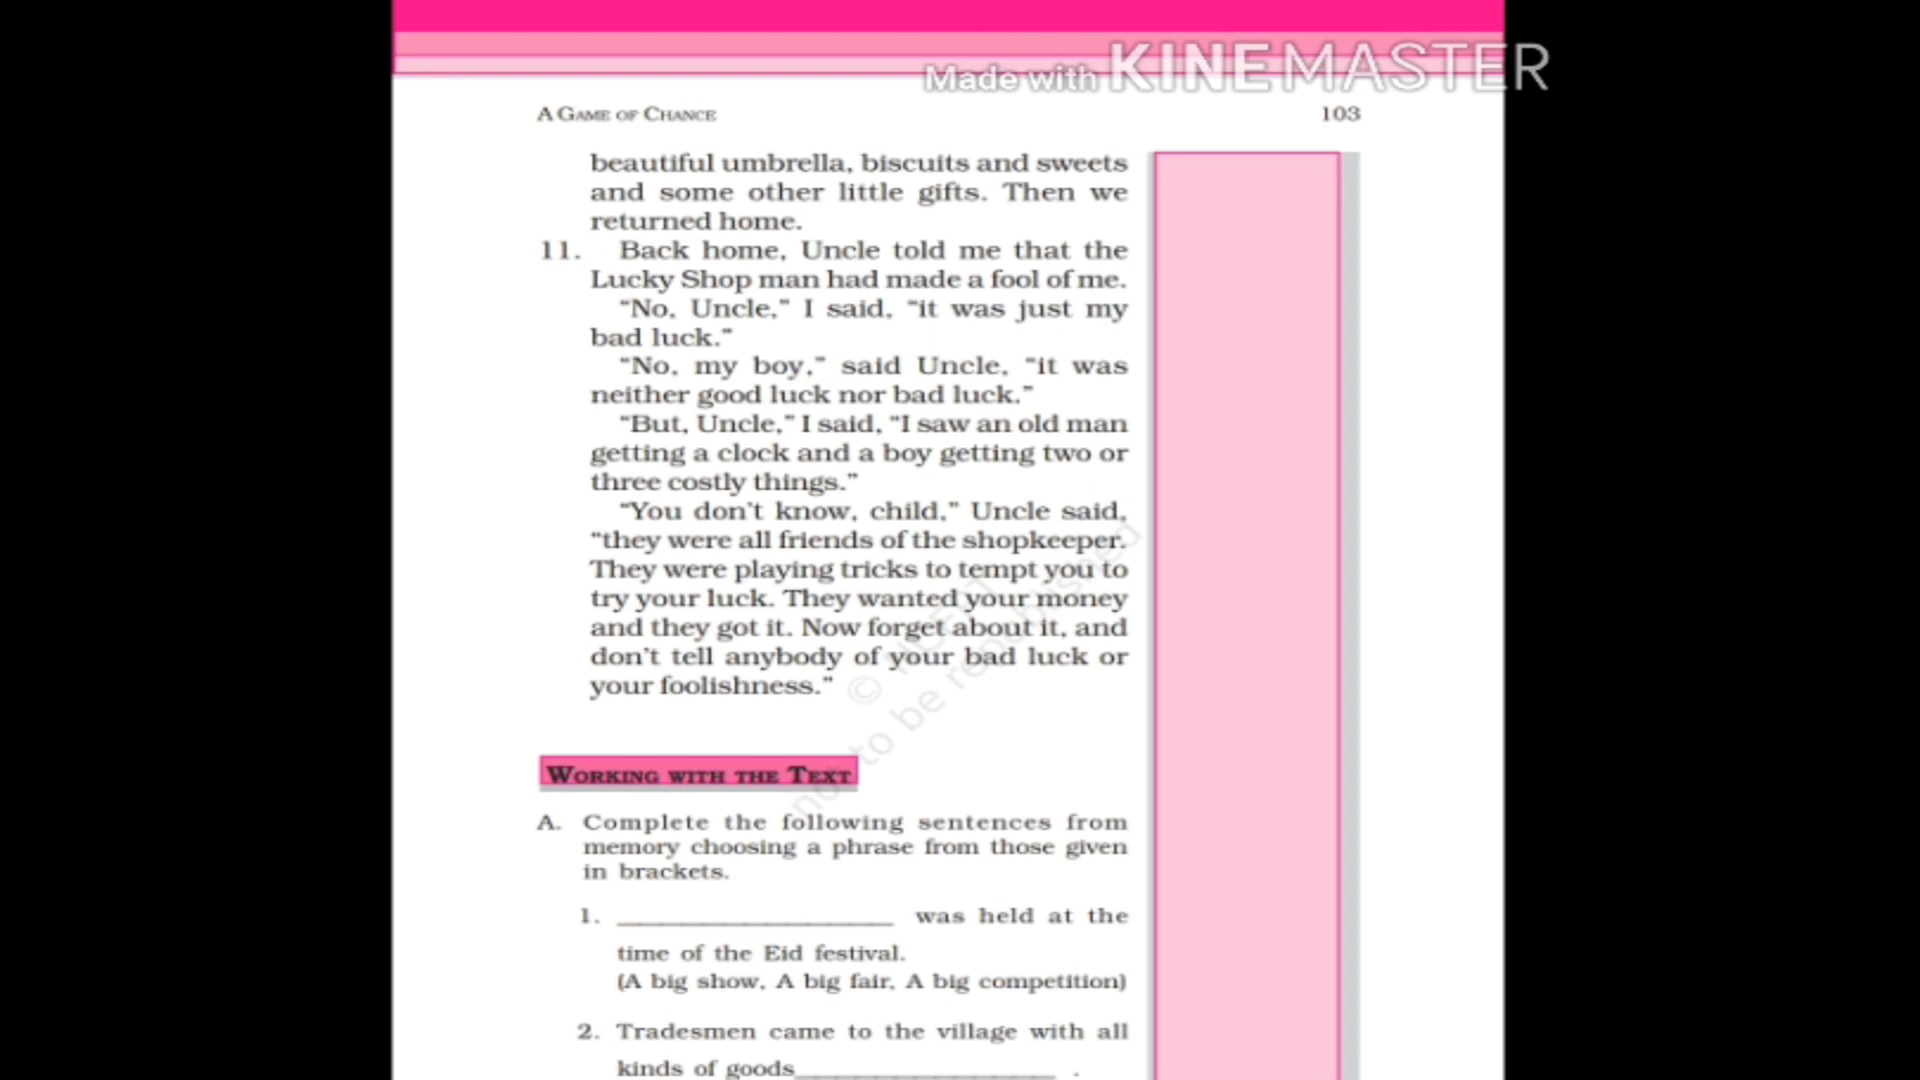 Made with KINEMASTER
A GAME OF CHANCE 103
beautiful umbrella, biscuits and sweets
and some other little gifts. Then we
returned home.
11. Back home, Uncle told me that the
Lucky Shop man had made a fool of me.
“No, Uncle,” I said, “it was just my
bad luck.”
“No, my boy,” said Uncle, “it was
neither good luck nor bad luck.”
“But, Uncle,” I said, “I saw an old man
getting a clock and a boy getting two or
three costly things.”
“You don’t know, child,” Uncle said,
“they were all friends of the shopkeeper.
They were playing tricks to tempt you to
try your luck. They wanted your money
and they got it. Now forget about it, and
don’t tell anybody of your bad luck or
your foolishness.”
© NCERT
not to be republished
WORKING WITH THE TEXT
A. Complete the following sentences from
memory choosing a phrase from those given
in brackets.
1. ____________________ was held at the
time of the Eid festival.
(A big show, A big fair, A big competition)
2. Tradesmen came to the village with all
kinds of goods___________________ .